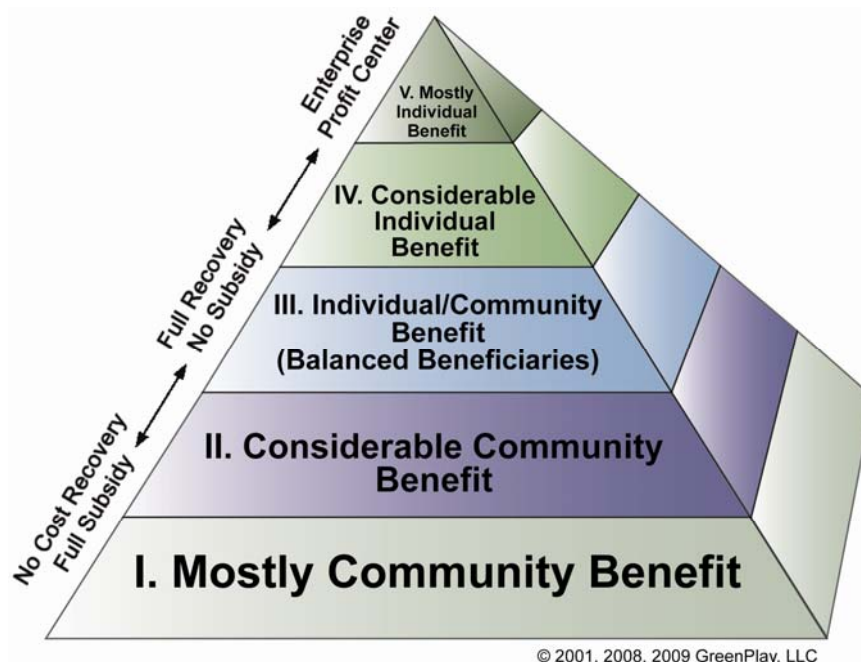 Enterprise
Profit Center
Full Recovery
No Subsidy
No Cost Recovery
Full Subsidy
V. Mostly
Individual
Benefit
IV. Considerable
Individual
Benefit
III. Individual/Community
Benefit
(Balanced Beneficiaries)
II. Considerable Community
Benefit
I. Mostly Community Benefit
© 2001, 2008, 2009 GreenPlay, LLC